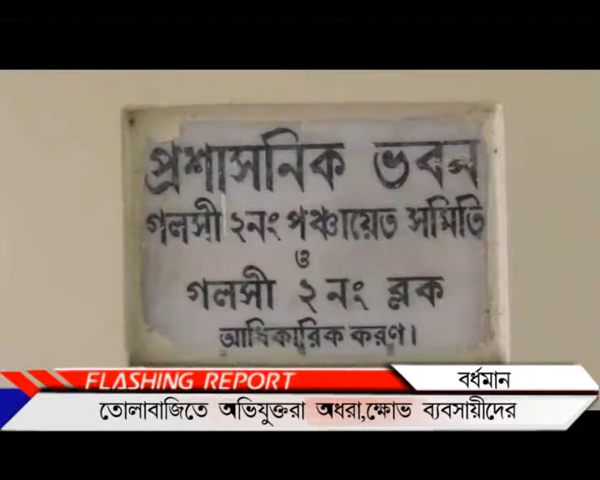 প্রশাসনিক ভবন
গলসী ২নং পঞ্চায়েত সমিতি
ও
গলসী ২ নং ব্লক
আধিকারিক করণ।
FLASHING REPORT
বর্ধমান
তোলাবাজিতে অভিযুক্তরা অধরা,ক্ষোভ ব্যবসায়ীদের